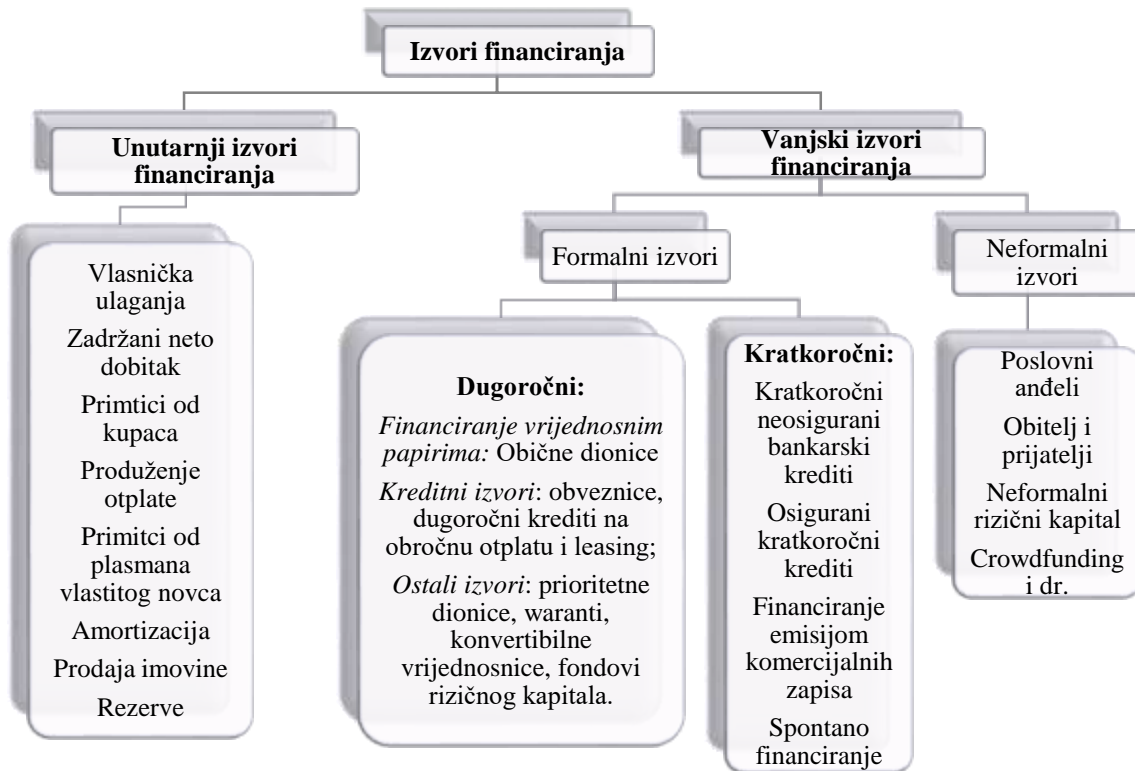 Izvori financiranja
Unutarnji izvori
financiranja
Vanjski izvori
financiranja
Vlasnička
ulaganja
Zadržani neto
dobitak
Primtici od
kupaca
Produženje
otplate
Primitci od
plasmana
vlastitog novca
Amortizacija
Prodaja imovine
Rezerve
Formalni izvori
Dugoročni:
Financiranje vrijednosnim
papirima: Obične dionice
Kreditni izvori: obveznice,
dugoročni krediti na
obročnu otplatu i leasing;
Ostali izvori: prioritetne
dionice, waranti,
konvertibilne
vrijednosnice, fondovi
rizičnog kapitala.
Kratkoročni:
Kratkoročni
neosigurani
bankarski
krediti
Osigurani
kratkoročni
krediti
Financiranje
emisijom
komercijalnih
zapisa
Spontano
financiranje
Neformalni
izvori
Poslovni
anđeli
Obitelj i
prijatelji
Neformalni
rizični kapital
Crowdfunding
i dr.